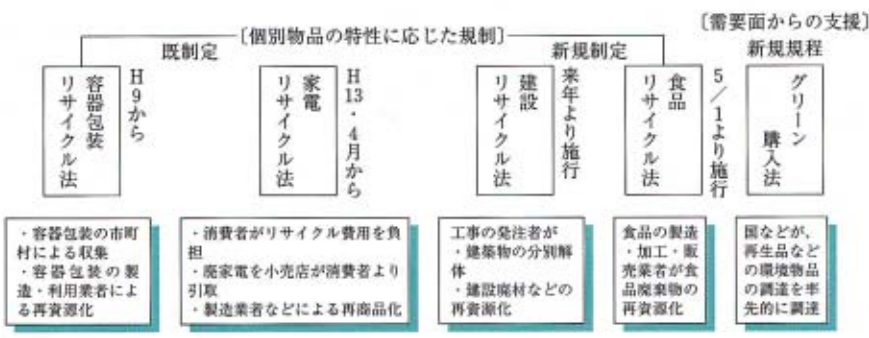 〔需要面からの支援〕
〔個別物品の特性に応じた規制〕
既制定
新規制定
新規規程
容器包装
リサイクル法
H9から
家電
リサイクル法
H13・4月から
建設
リサイクル法
来年より施行
食品
リサイクル法
5/1より施行
グリーン
購入法
・容器包装の市町
村による収集
・容器包装の製
造・利用業者によ
る再資源化
・消費者がリサイクル費用を負
担
・廃家電を小売店が消費者より
引取
・製造業者などによる再商品化
工事の発注者が
・建築物の分別解
体
・建設廃材などの
再資源化
食品の製造
・加工・販
売業者が食
品廃棄物の
再資源化
国などが、
再生品など
の環境物品
の調達を率
先的に調達